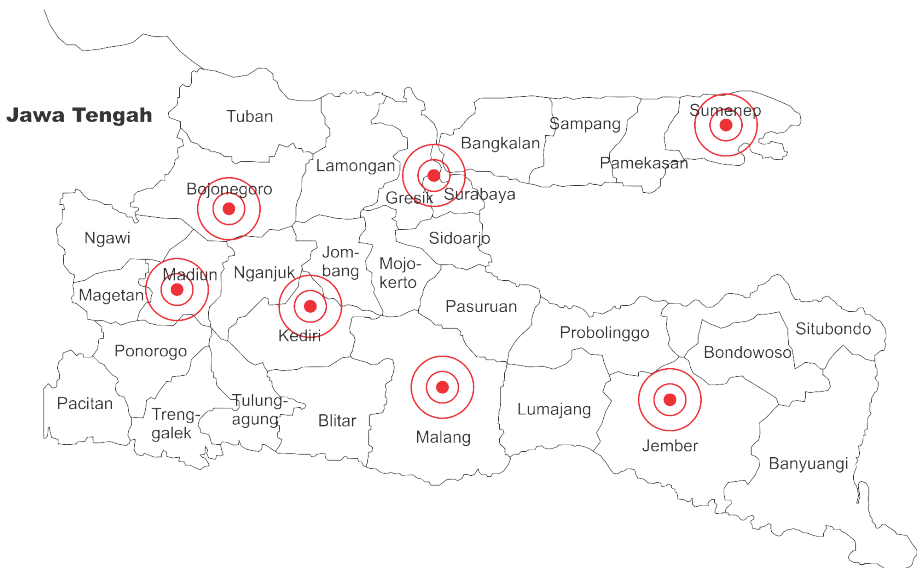 Jawa Tengah
Tuban
Lamongan
Bangkalan
Sampang
Pamekasan
Sumenep
Bojonegoro
Gresik
Surabaya
Ngawi
Madiun
Nganjuk
Jom-
bang
Mojo-
kerto
Sidoarjo
Magetan
Kediri
Pasuruan
Probolinggo
Situbondo
Bondowoso
Ponorogo
Pacitan
Treng-
galek
Tulung-
agung
Blitar
Malang
Lumajang
Jember
Banyuangi